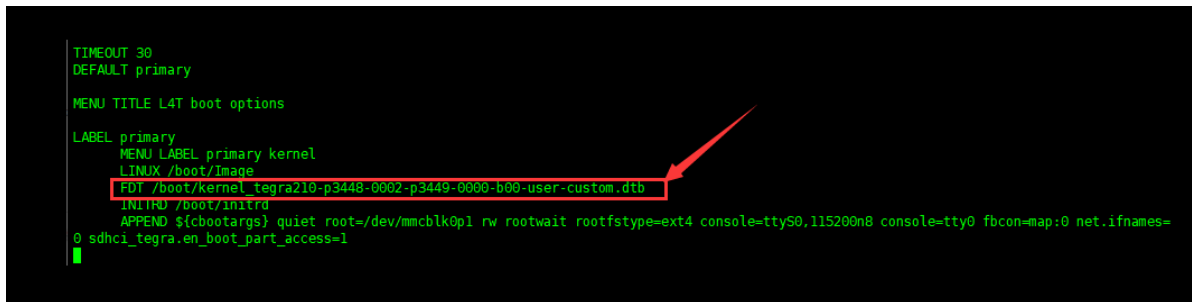 TIMEOUT 30
DEFAULT primary
MENU TITLE L4T boot options
LABEL primary
MENU LABEL primary kernel
LINUX /boot/Image
FDT /boot/kernel_tegra210-p3448-0002-p3449-0000-b00-user-custom.dtb
INITRD /boot/initrd
APPEND ${cbootargs} quiet root=/dev/mmcblk0p1 rw rootwait rootfstype=ext4 console=ttyS0,115200n8 console=tty0 fbcon=map:0 net.ifnames=
0 sdhci_tegra.en_boot_part_access=1